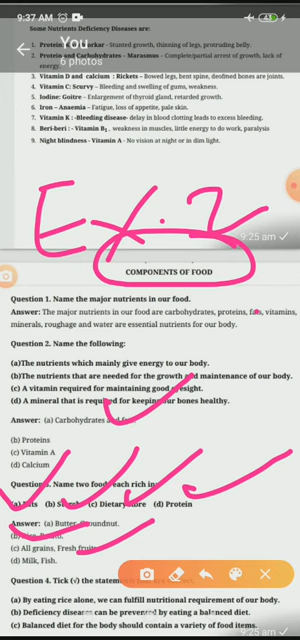 9:37 AM
43
You
6 photos
Some Nutrients Deficiency Diseases are:
1. Protein - Stunted growth, thinning of legs, protruding belly.
2. Protein and Carbohydrates - Marasmus - Complete/partial arrest of growth, lack of energy.
3. Vitamin D and calcium : Rickets – Bowed legs, bent spine, deofmed bones are joints.
4. Vitamin C: Scurvy – Bleeding and swelling of gums, weakness.
5. Iodine: Goitre – Enlargement of thyroid gland, retarded growth.
6. Iron – Anaemia – Fatigue, loss of appetite, pale skin.
7. Vitamin K : -Bleeding disease- delay in blood clotting leads to excess bleeding.
8. Beri-beri : - Vitamin B₁ . weakness in muscles, little energy to do work, paralysis
9. Night blindness - Vitamin A - No vision at night or in dim light.
Ex. 2
9:25 am
COMPONENTS OF FOOD
Question 1. Name the major nutrients in our food.
Answer: The major nutrients in our food are carbohydrates, proteins, fats, vitamins,
minerals, roughage and water are essential nutrients for our body.
Question 2. Name the following:
(a)The nutrients which mainly give energy to our body.
(b)The nutrients that are needed for the growth and maintenance of our body.
(c) A vitamin required for maintaining good eyesight.
(d) A mineral that is required for keeping our bones healthy.
Answer: (a) Carbohydrates and
(b) Proteins
(c) Vitamin A
(d) Calcium
Question 3. Name two foods each rich in:
(a) Fats (b) Starch (c) Dietary fibre (d) Protein
Answer: (a) Butter, Groundnut.
(b)
(c) All grains, Fresh fruits
(d) Milk, Fish.
Question 4. Tick (√) the statements
(a) By eating rice alone, we can fulfill nutritional requirement of our body.
(b) Deficiency diseases can be prevented by eating a balanced diet.
(c) Balanced diet for the body should contain a variety of food items.
9:25 am